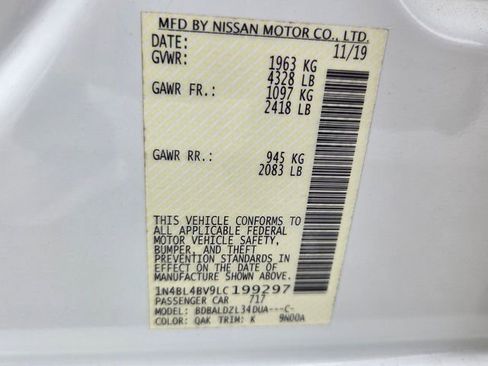 MFD BY NISSAN MOTOR CO., LTD.
DATE: 11/19
GVWR: 1963 KG
4328 LB
GAWR FR.: 1097 KG
2418 LB
GAWR RR.: 945 KG
2083 LB
THIS VEHICLE CONFORMS TO
ALL APPLICABLE FEDERAL
MOTOR VEHICLE SAFETY,
BUMPER, AND THEFT
PREVENTION STANDARDS IN
EFFECT ON THE DATE OF
MANUFACTURE SHOWN ABOVE.
1N4BL4BV9LC199297
PASSENGER CAR 717
MODEL: BDBALDZL34DUA---C-
COLOR: QAK TRIM: K 9N00A